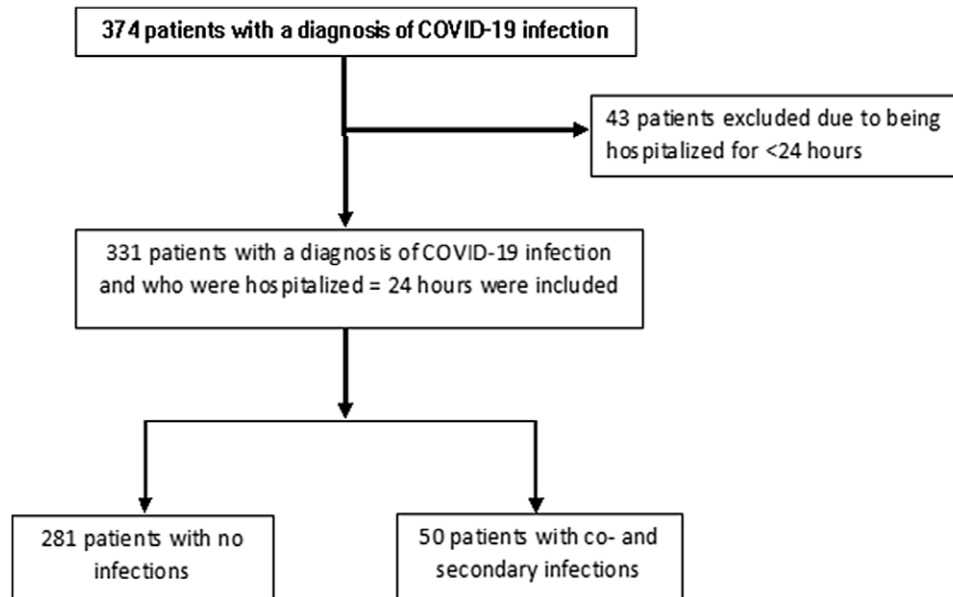 374 patients with a diagnosis of COVID-19 infection
43 patients excluded due to being
hospitalized for <24 hours
331 patients with a diagnosis of COVID-19 infection
and who were hospitalized = 24 hours were included
281 patients with no
infections
50 patients with co- and
secondary infections